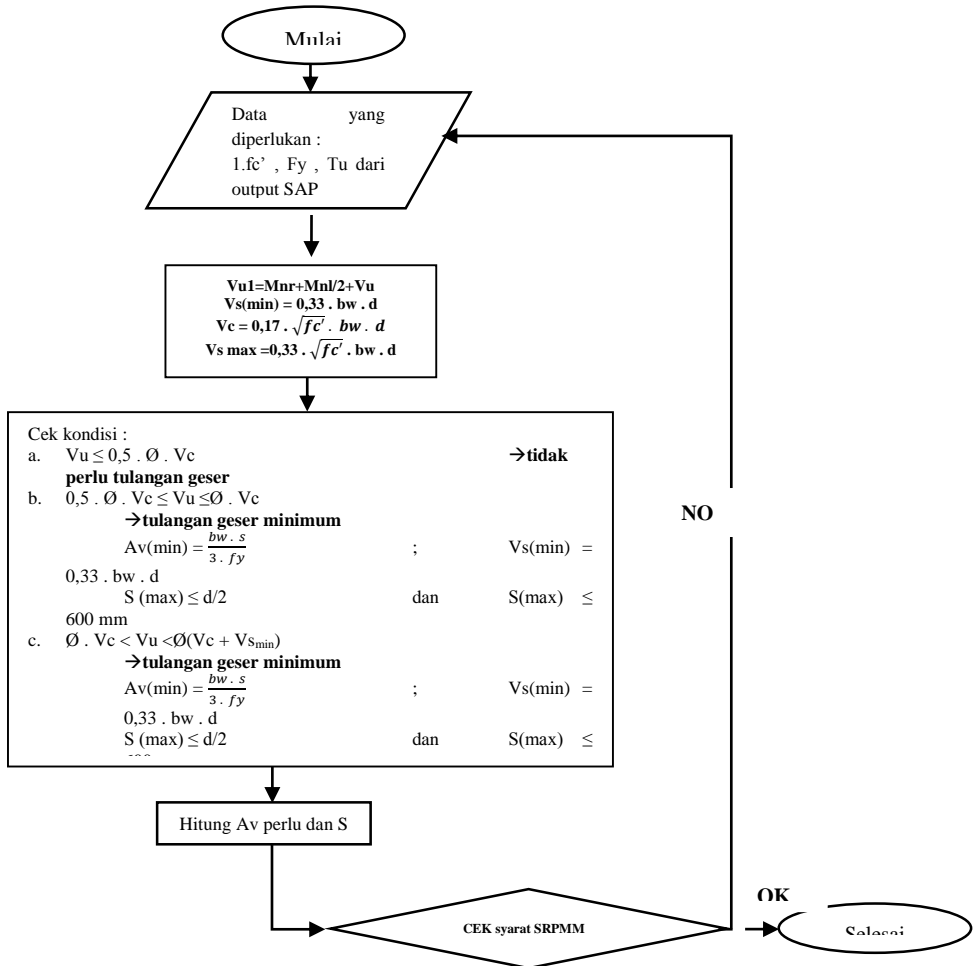 Mulai
Data yang
diperlukan :
1.fc’ , Fy , Tu dari
output SAP
Vu1=Mnr+Mnl/2+Vu
Vs(min) = 0,33 . bw . d
Vc = 0,17 . √fc′ . bw . d
Vs max =0,33 . √fc′ . bw . d
Cek kondisi :
a. Vu ≤ 0,5 . Ø . Vc →tidak
perlu tulangan geser
b. 0,5 . Ø . Vc ≤ Vu ≤Ø . Vc
→tulangan geser minimum
Av(min) = bw . s / 3 . fy ; Vs(min) =
0,33 . bw . d
S (max) ≤ d/2 dan S(max) ≤
600 mm
c. Ø . Vc < Vu <Ø(Vc + Vsmin)
→tulangan geser minimum
Av(min) = bw . s / 3 . fy ; Vs(min) =
0,33 . bw . d
S (max) ≤ d/2 dan S(max) ≤
NO
Hitung Av perlu dan S
CEK syarat SRPMM
OK
Selesai